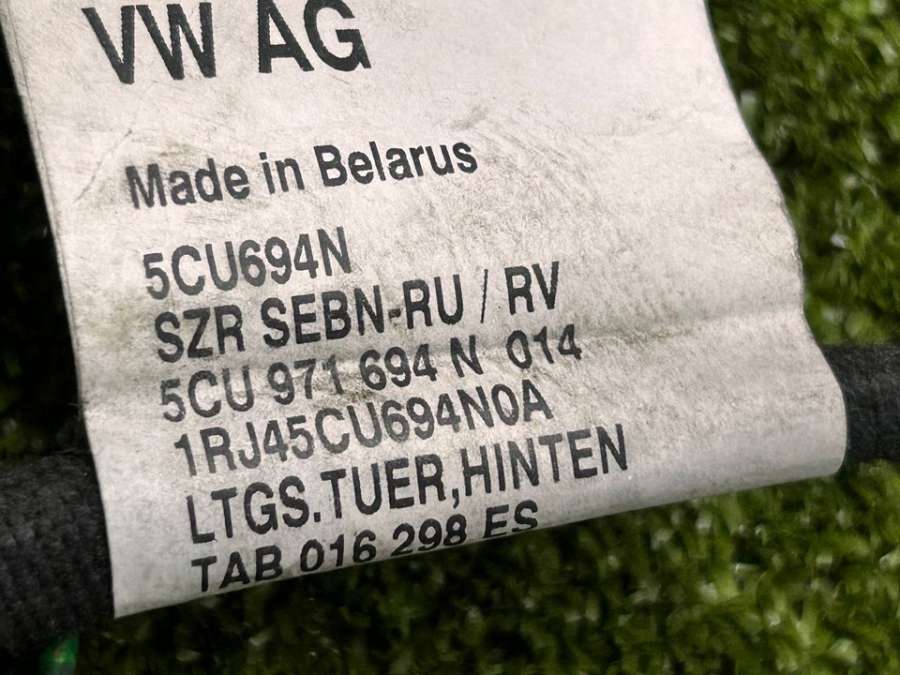 VW AG
Made in Belarus
5CU694N
SZR SEBN-RU / RV
5CU 971 694 N 014
1RJ45CU694N0A
LTGS.TUER,HINTEN
TAB 016 298 ES